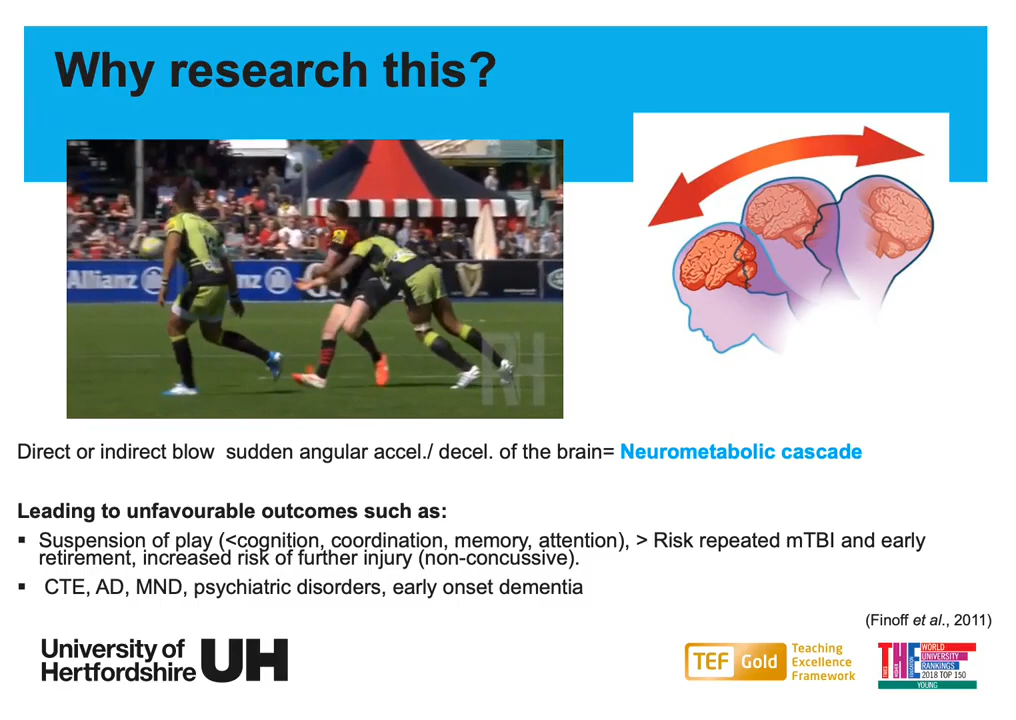 Why research this?
Allianz
nz
RH
Direct or indirect blow  sudden angular accel./ decel. of the brain= Neurometabolic cascade
Leading to unfavourable outcomes such as:
▪ Suspension of play (<cognition, coordination, memory, attention), > Risk repeated mTBI and early
retirement, increased risk of further injury (non-concussive).
▪ CTE, AD, MND, psychiatric disorders, early onset dementia
(Finoff et al., 2011)
University of
Hertfordshire UH
TEF Gold
Teaching
Excellence
Framework
THE
WORLD
UNIVERSITY
RANKINGS
2018 TOP 150
YOUNG